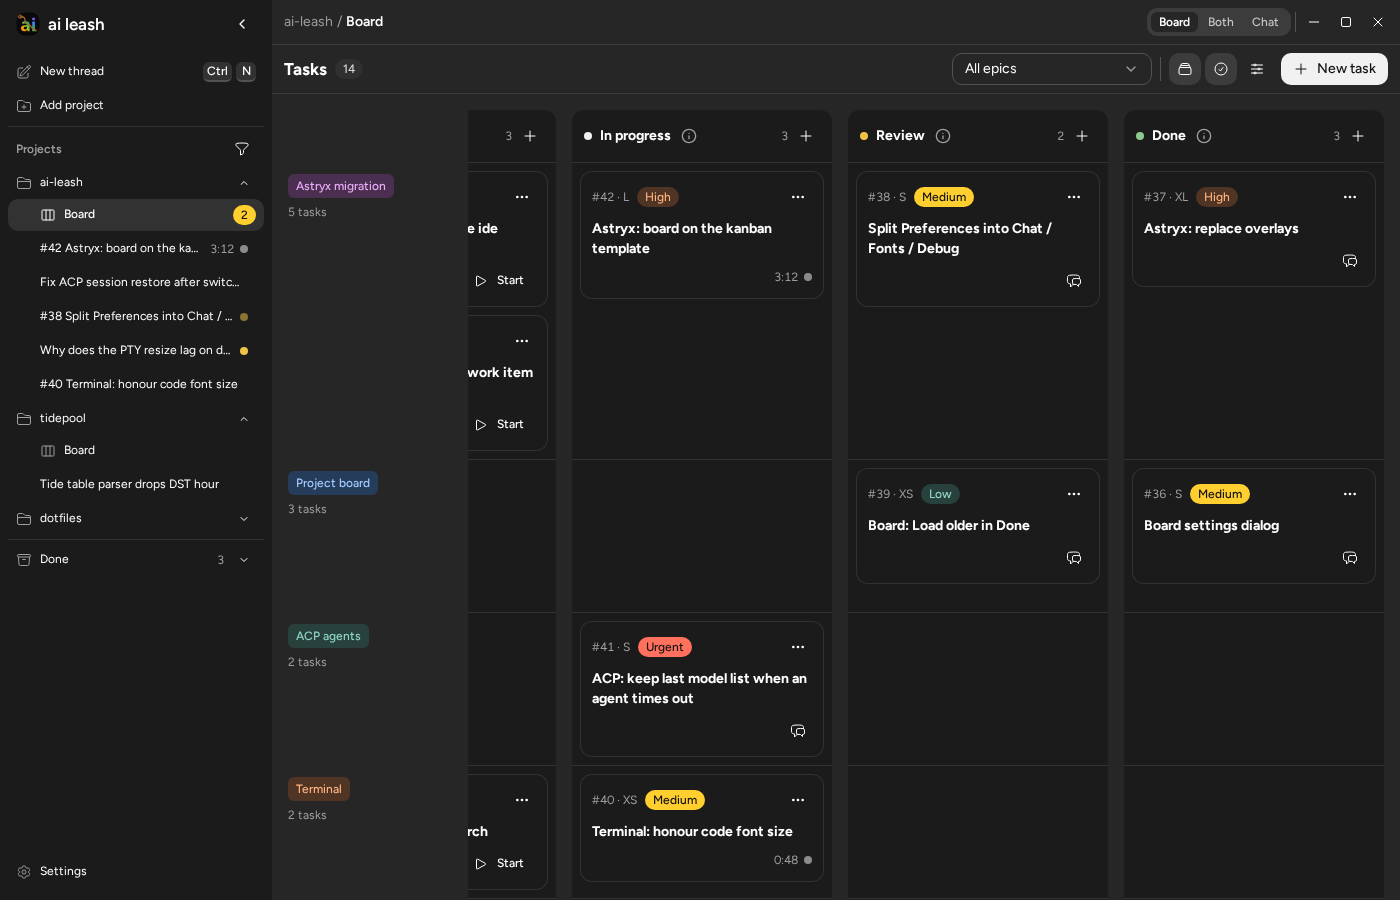 ai leash
New thread
Ctrl N
Add project
Projects
ai-leash
Board
2
#42 Astryx: board on the ka...
3:12
Fix ACP session restore after switc...
#38 Split Preferences into Chat / ...
Why does the PTY resize lag on d...
#40 Terminal: honour code font size
tidepool
Board
Tide table parser drops DST hour
dotfiles
Done
3
Settings
ai-leash / Board
Board
Both
Chat
Tasks
14
All epics
New task
3
In progress
3
Review
2
Done
3
Astryx migration
5 tasks
e ide
Start
work item
Start
#42 · L
High
Astryx: board on the kanban
template
3:12
#38 · S
Medium
Split Preferences into Chat /
Fonts / Debug
#37 · XL
High
Astryx: replace overlays
Project board
3 tasks
#39 · XS
Low
Board: Load older in Done
#36 · S
Medium
Board settings dialog
ACP agents
2 tasks
#41 · S
Urgent
ACP: keep last model list when an
agent times out
Terminal
2 tasks
rch
Start
#40 · XS
Medium
Terminal: honour code font size
0:48